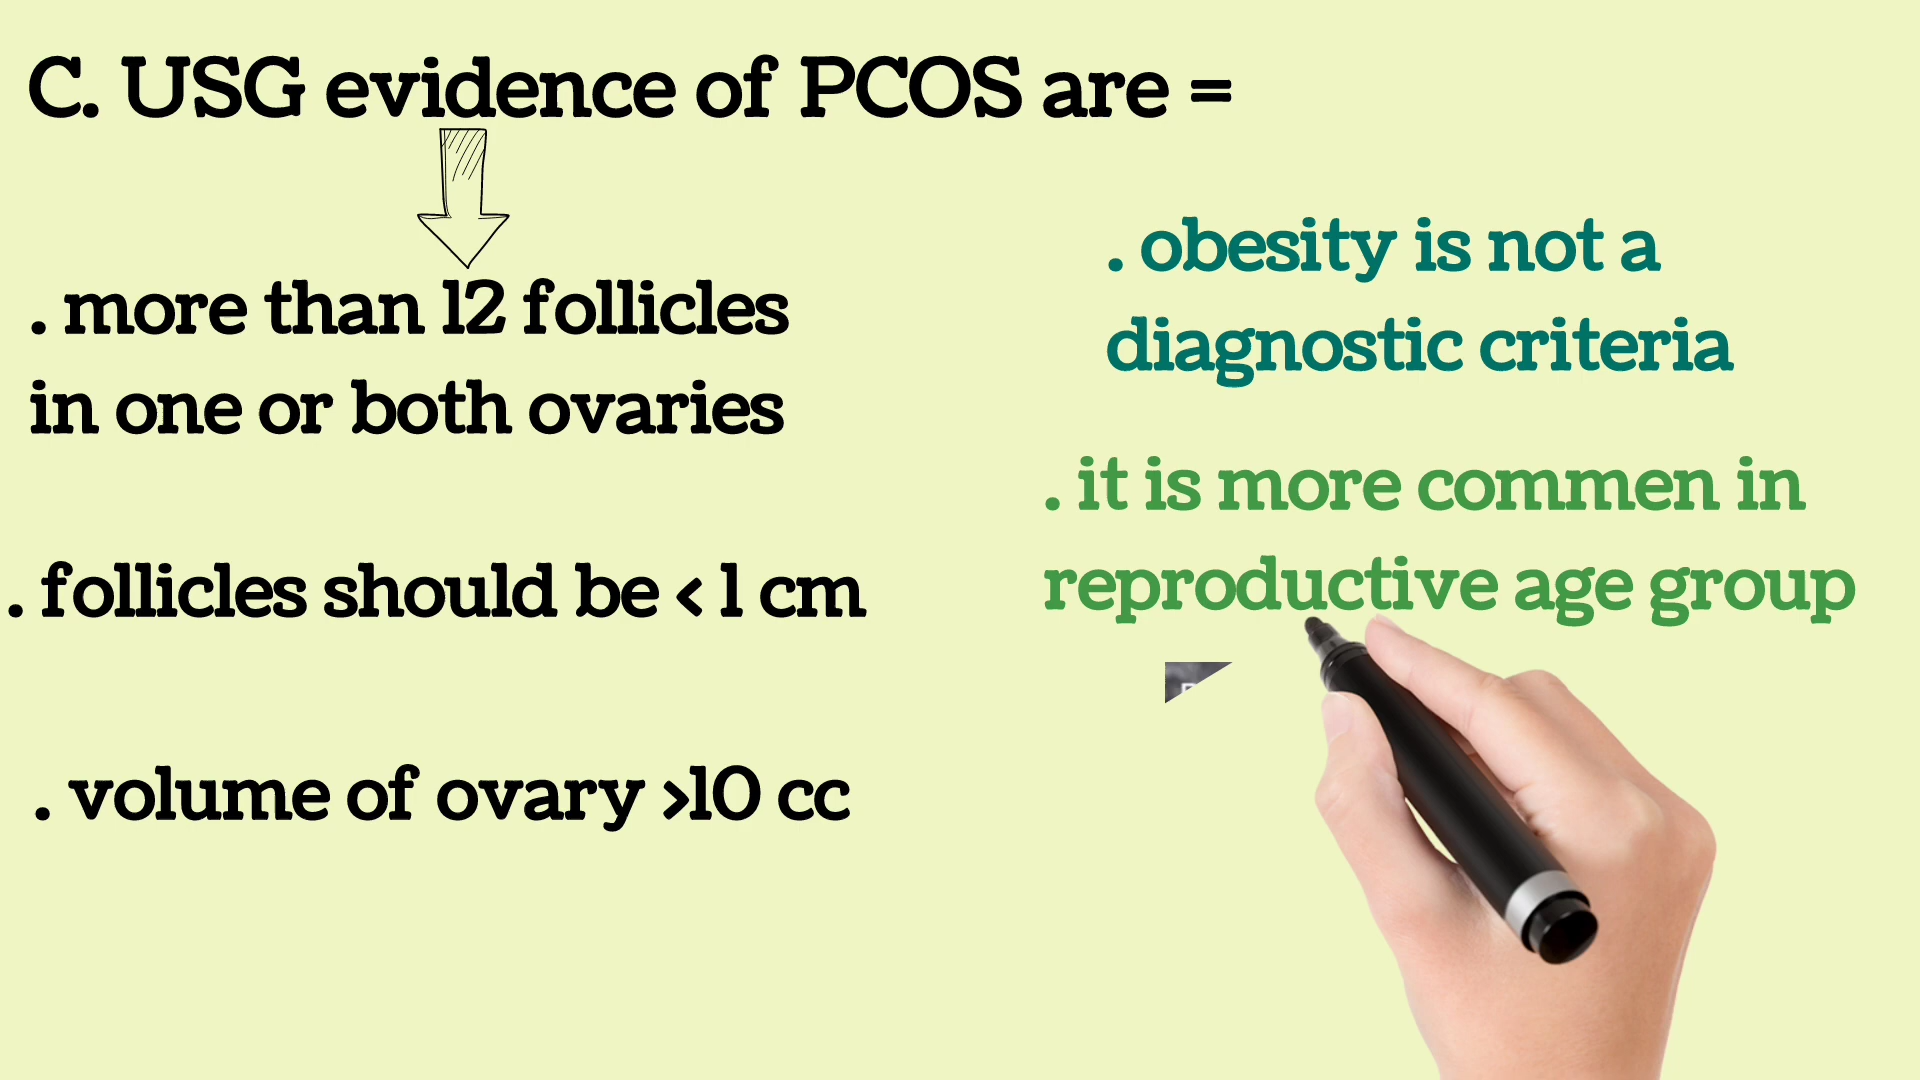 C. USG evidence of PCOS are =
. more than 12 follicles
in one or both ovaries
. follicles should be < 1 cm
. volume of ovary >10 cc
. obesity is not a
diagnostic criteria
. it is more commen in
reproductive age group